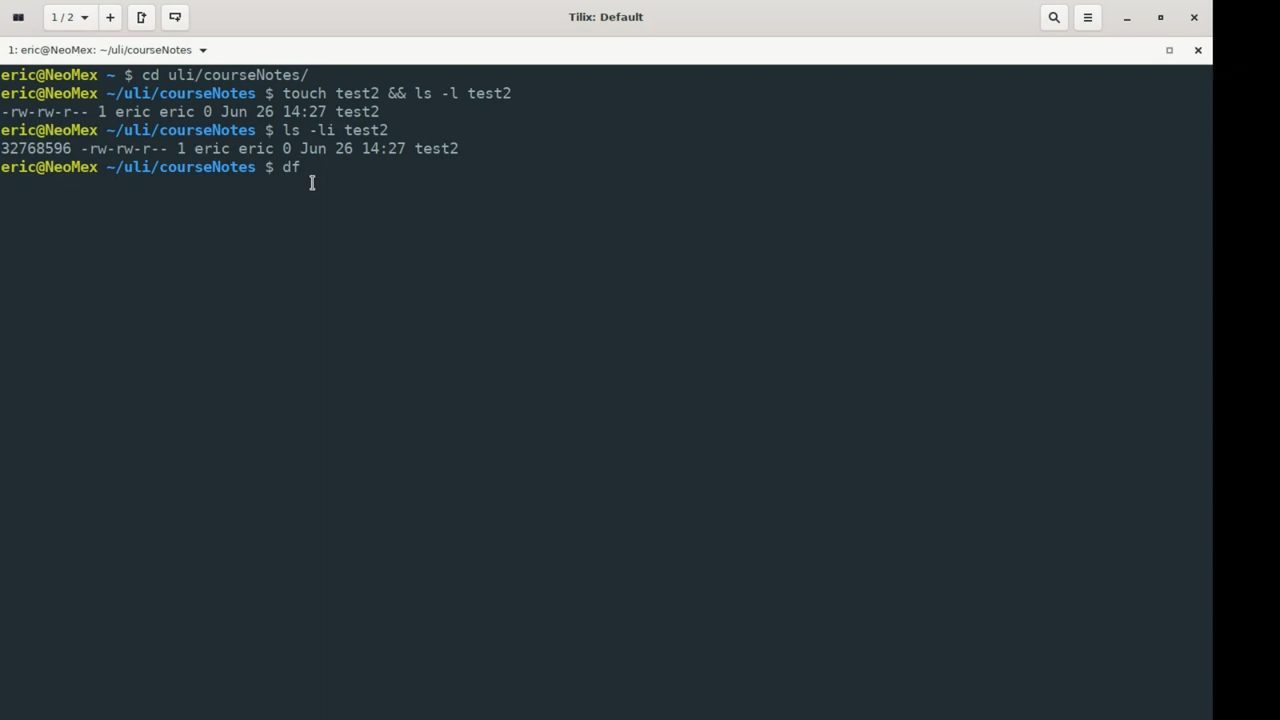 1 / 2
Tilix: Default
1: eric@NeoMex: ~/uli/courseNotes
eric@NeoMex ~ $ cd uli/courseNotes/
eric@NeoMex ~/uli/courseNotes $ touch test2 && ls -l test2
-rw-rw-r-- 1 eric eric 0 Jun 26 14:27 test2
eric@NeoMex ~/uli/courseNotes $ ls -li test2
32768596 -rw-rw-r-- 1 eric eric 0 Jun 26 14:27 test2
eric@NeoMex ~/uli/courseNotes $ df